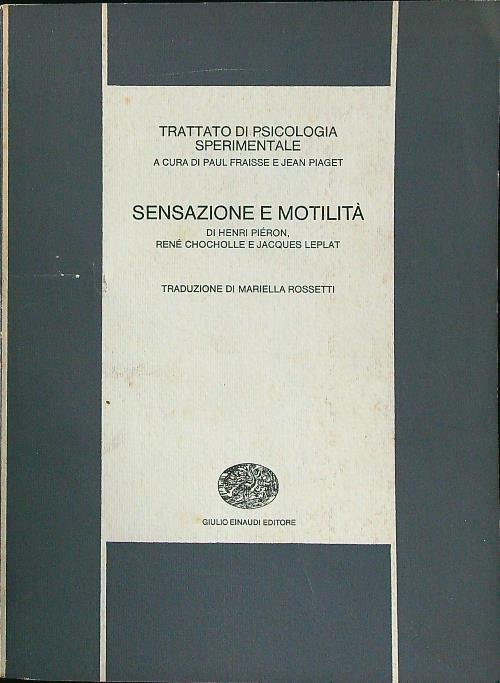 TRATTATO DI PSICOLOGIA
SPERIMENTALE
A CURA DI PAUL FRAISSE E JEAN PIAGET
SENSAZIONE E MOTILITÀ
DI HENRI PIÉRON,
RENÉ CHOCHOLLE E JACQUES LEPLAT
TRADUZIONE DI MARIELLA ROSSETTI
GIULIO EINAUDI EDITORE